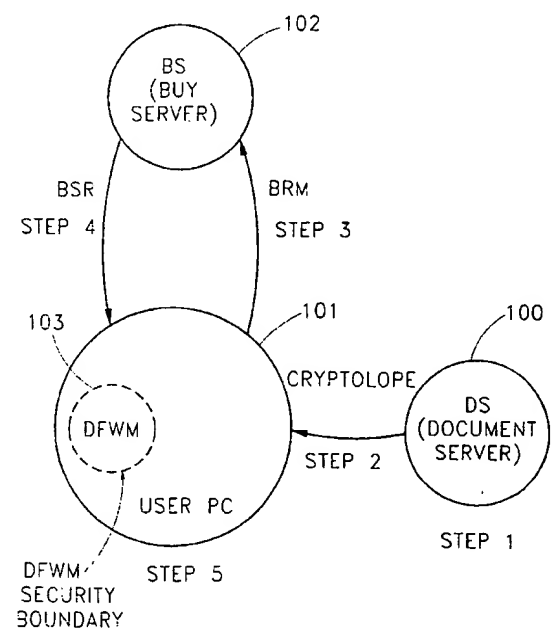 102
BS
(BUY
SERVER)
BSR
BRM
STEP 4
STEP 3
103
101
100
CRYPTOLOPE
DS
(DOCUMENT
SERVER)
DFWM
STEP 2
USER PC
STEP 1
DFWM
SECURITY
BOUNDARY
STEP 5